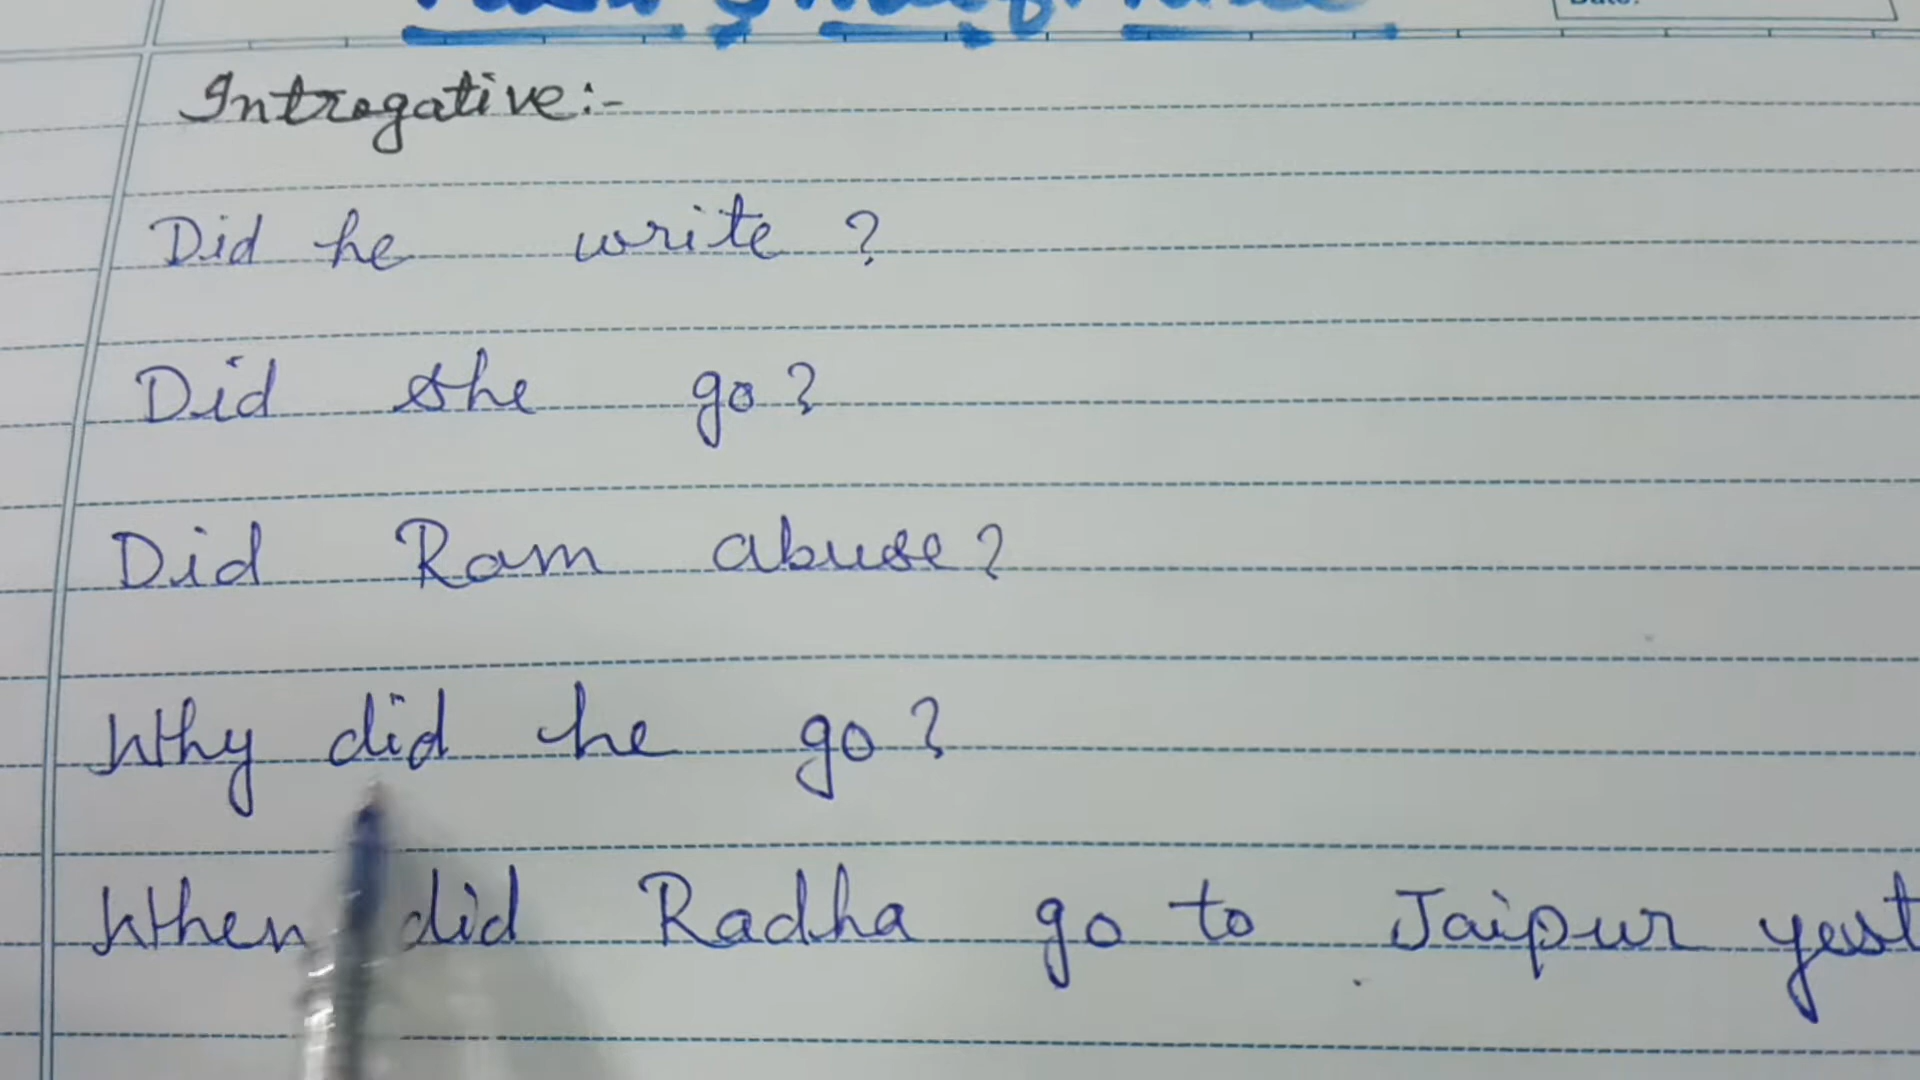 Introgative:-
Did he write ?
Did she go?
Did Ram abuse?
Why did he go?
When did Radha go to Jaipur